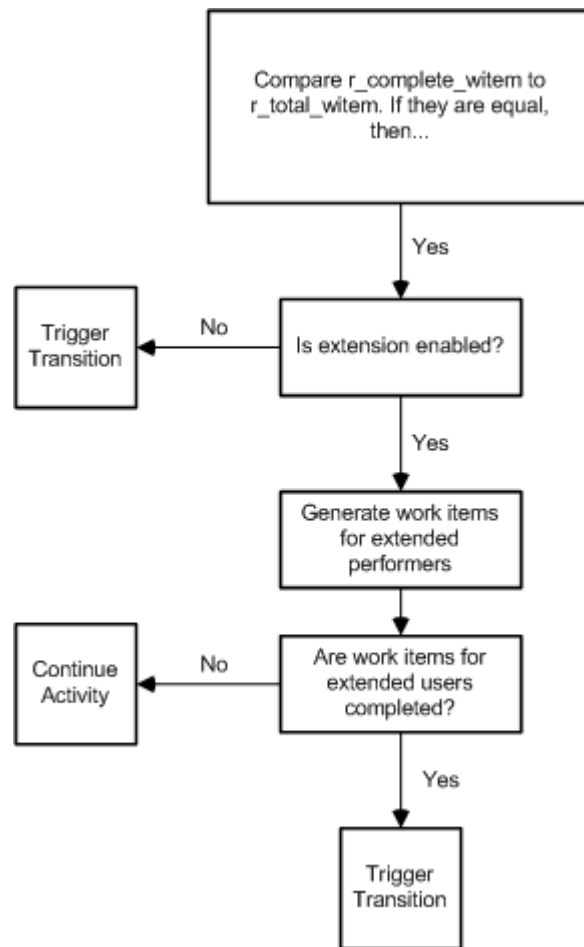 Compare r_complete_witem to
r_total_witem. If they are equal,
then...
Yes
Trigger
Transition
No
Is extension enabled?
Yes
Generate work items
for extended
performers
Continue
Activity
No
Are work items for
extended users
completed?
Yes
Trigger
Transition